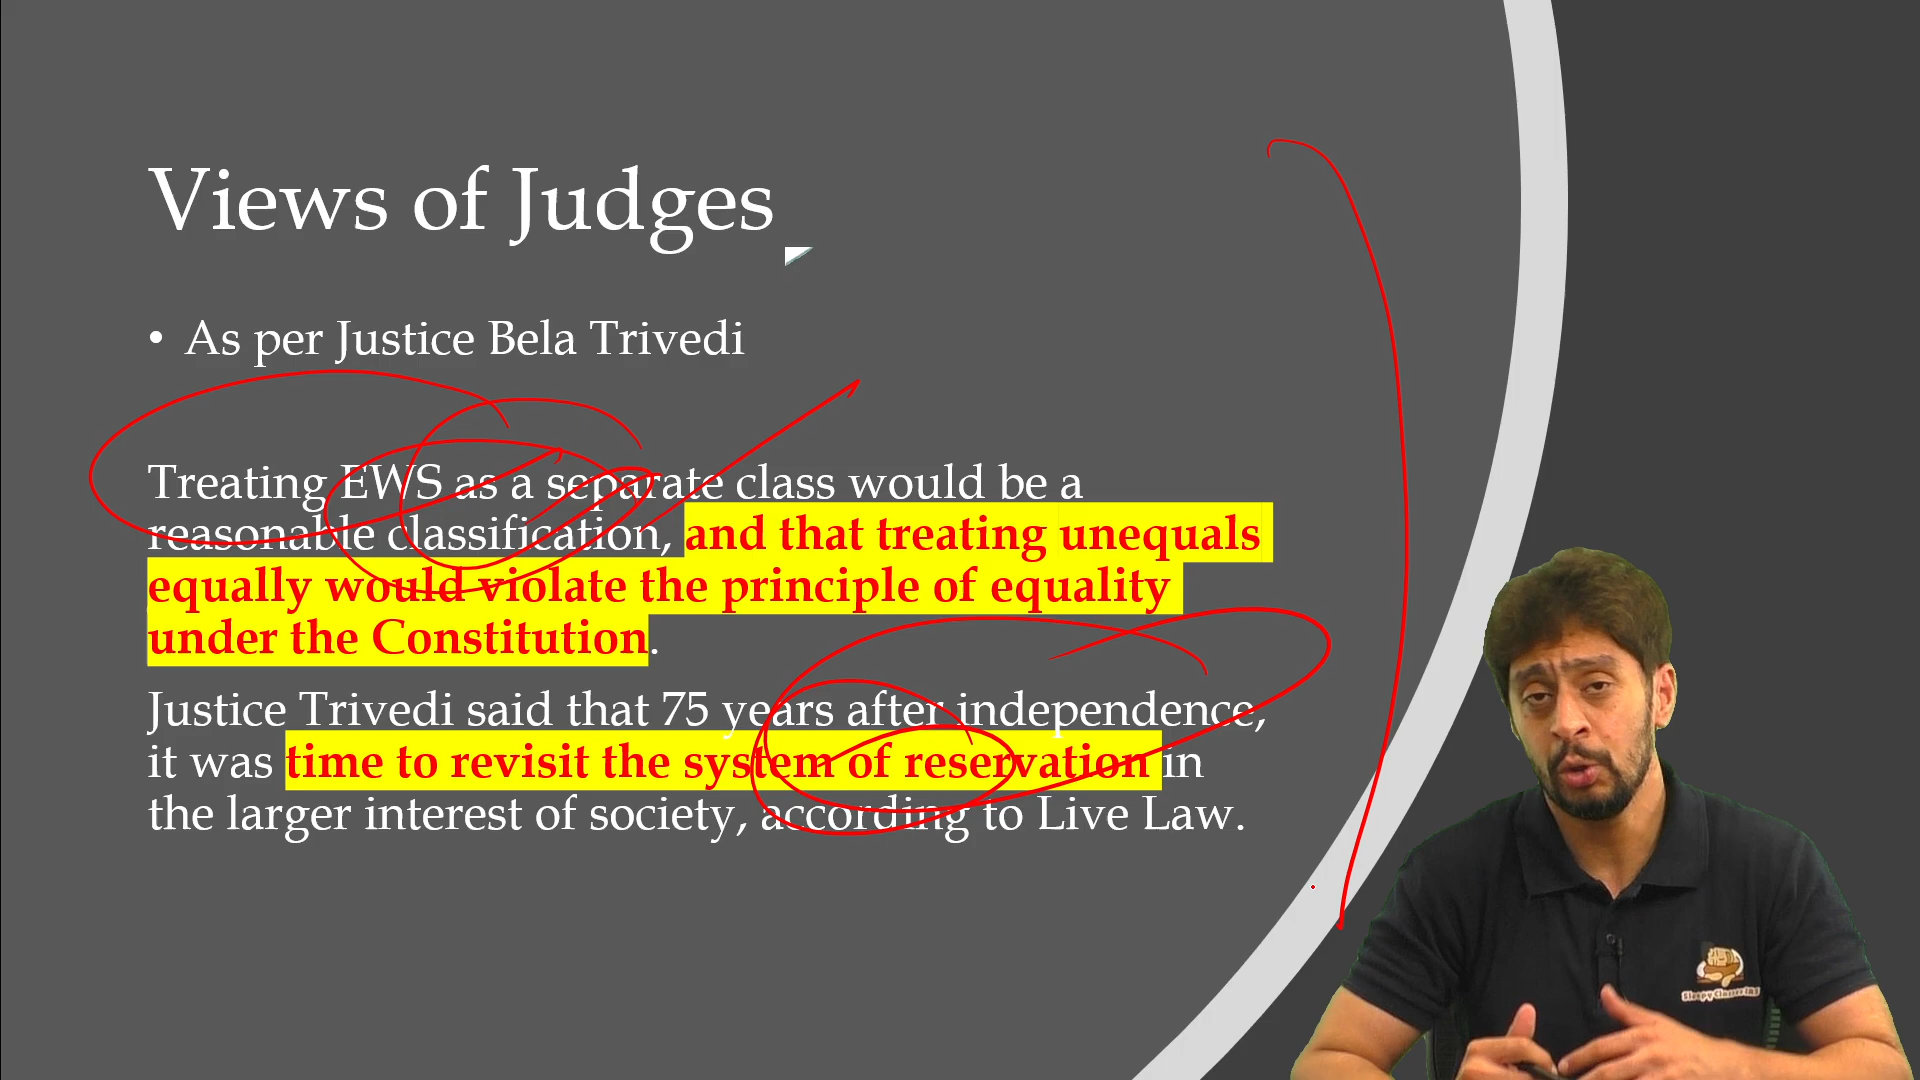 Views of Judges
• As per Justice Bela Trivedi
Treating EWS as a separate class would be a
reasonable classification, and that treating unequals
equally would violate the principle of equality
under the Constitution.
Justice Trivedi said that 75 years after independence,
it was time to revisit the system of reservation in
the larger interest of society, according to Live Law.
Sleepy Classes IAS